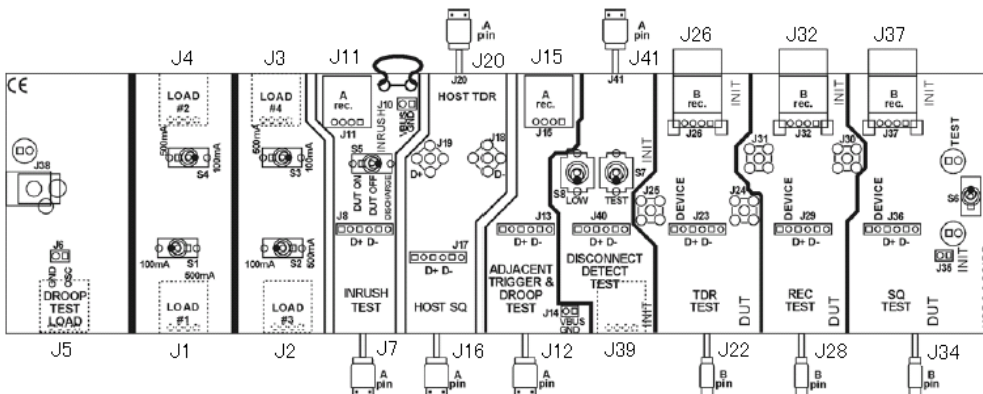 A pin
A pin
J26
J32
J37
J4
J3
J11
J20
J15
J41
CE
LOAD #2
LOAD #4
A rec.
J11
J10
VBUS
GND
INRUSH
J20
HOST TDR
A rec.
J15
J41
B rec.
J26
INIT
B rec.
J32
INIT
B rec.
J37
INIT
TEST
500mA
100mA
S4
500mA
100mA
S3
S5
DUT ON
DUT OFF
DISCHARGE
J19
D+
J18
D-
S8
LOW
S7
TEST
INIT
J25
J31
J24
J30
S6
J38
J6
GND
OSC
DROOP TEST LOAD
100mA
S1
500mA
100mA
S2
500mA
J8
D+ D-
J17
D+ D-
J13
D+ D-
J40
D+ D-
DEVICE
J23
D+ D-
DEVICE
J29
D+ D-
DEVICE
J36
D+ D-
J35
INIT
LOAD #1
LOAD #3
INRUSH TEST
HOST SQ
ADJACENT TRIGGER & DROOP TEST
DISCONNECT DETECT TEST
J14
VBUS
GND
INIT
TDR TEST
DUT
REC TEST
DUT
SQ TEST
DUT
J5
J1
J2
J7
J16
J12
J39
J22
J28
J34
A pin
A pin
A pin
B pin
B pin
B pin